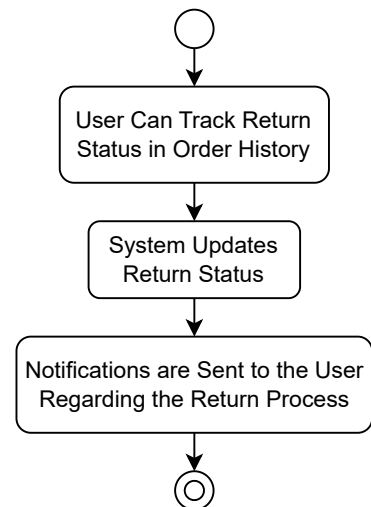 User Can Track Return
Status in Order History
System Updates
Return Status
Notifications are Sent to the User
Regarding the Return Process